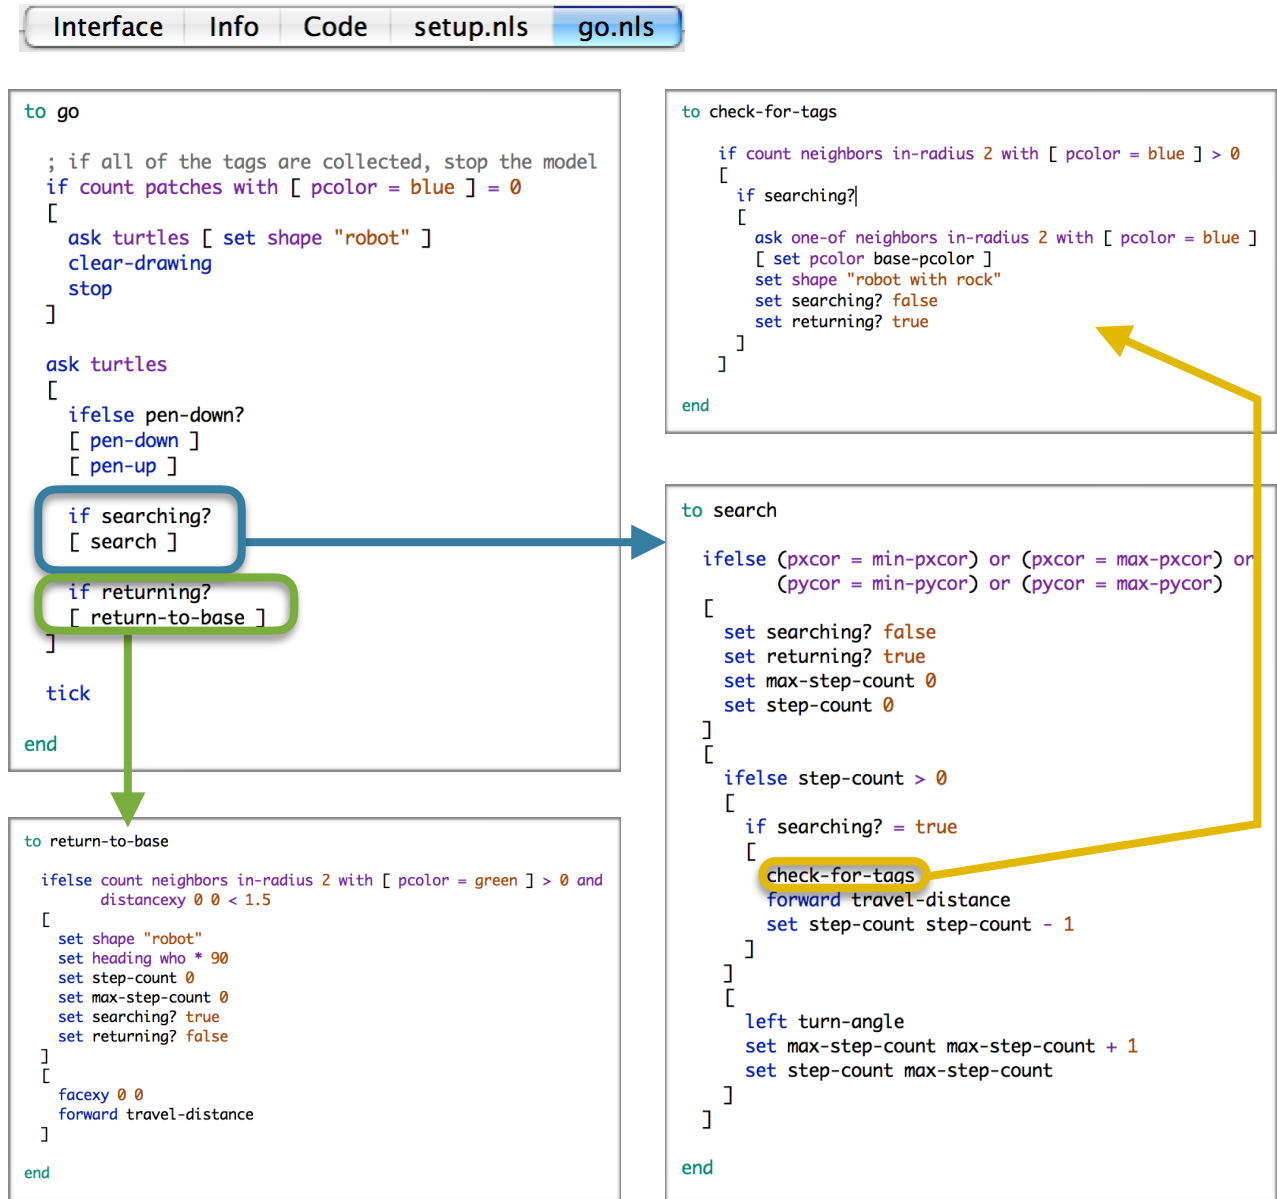 Interface Info Code setup.nls go.nls
to go
; if all of the tags are collected, stop the model
if count patches with [ pcolor = blue ] = 0
[
ask turtles [ set shape "robot" ]
clear-drawing
stop
]
ask turtles
[
ifelse pen-down?
[ pen-down ]
[ pen-up ]
if searching?
[ search ]
if returning?
[ return-to-base ]
]
tick
end
to return-to-base
ifelse count neighbors in-radius 2 with [ pcolor = green ] > 0 and
distancexy 0 0 < 1.5
[
set shape "robot"
set heading who * 90
set step-count 0
set max-step-count 0
set searching? true
set returning? false
]
[
facexy 0 0
forward travel-distance
]
end
to check-for-tags
if count neighbors in-radius 2 with [ pcolor = blue ] > 0
[
if searching?
[
ask one-of neighbors in-radius 2 with [ pcolor = blue ]
[ set pcolor base-pcolor ]
set shape "robot with rock"
set searching? false
set returning? true
]
]
end
to search
ifelse (pxcor = min-pxcor) or (pxcor = max-pxcor) or
(pycor = min-pycor) or (pycor = max-pycor)
[
set searching? false
set returning? true
set max-step-count 0
set step-count 0
]
[
ifelse step-count > 0
[
if searching? = true
[
check-for-tags
forward travel-distance
set step-count step-count - 1
]
]
[
left turn-angle
set max-step-count max-step-count + 1
set step-count max-step-count
]
]
end